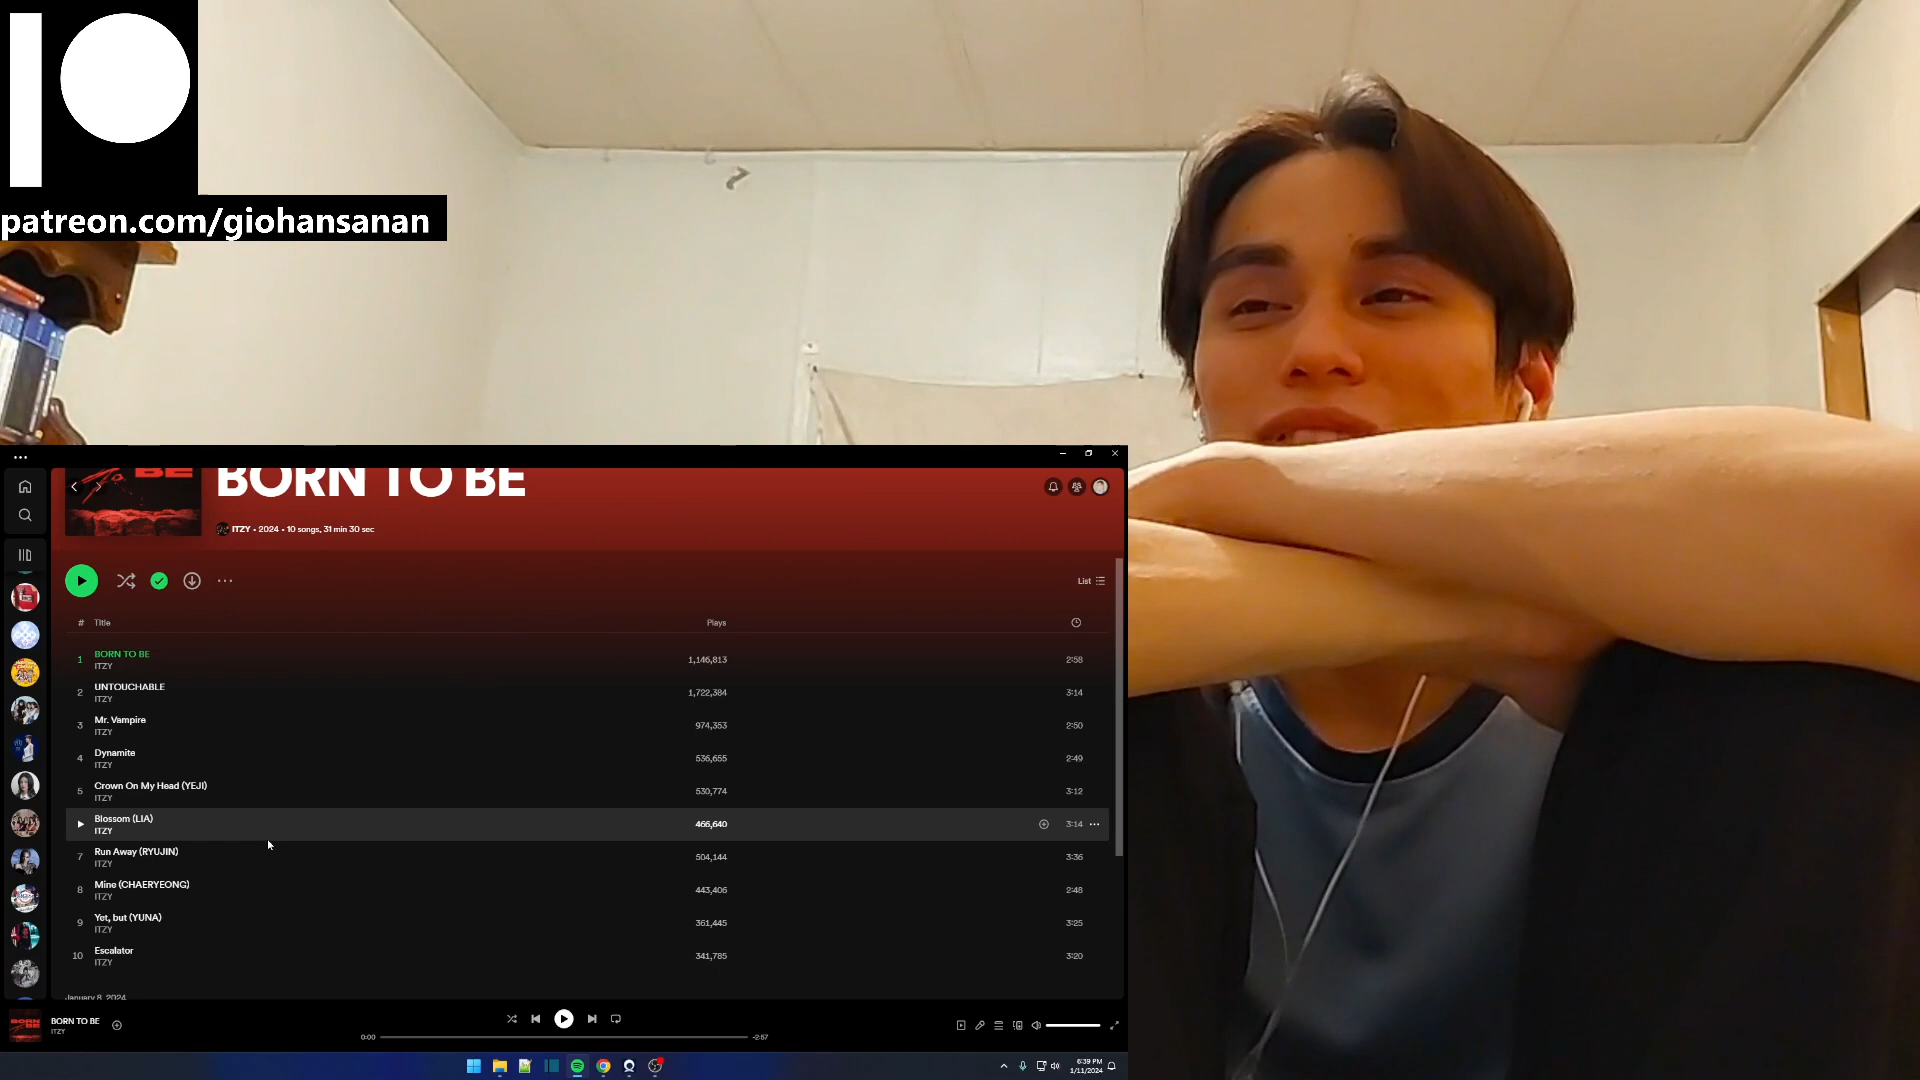 patreon.com/giohansanan
BORN TO BE
ITZY • 2024 • 10 songs, 31 min 30 sec
List
# Title Plays
1 BORN TO BE 1,146,813 2:58
ITZY
2 UNTOUCHABLE 1,722,384 3:14
ITZY
3 Mr. Vampire 974,353 2:50
ITZY
4 Dynamite 536,655 2:49
ITZY
5 Crown On My Head (YEJI) 530,774 3:12
ITZY
Blossom (LIA) 466,640 3:14
ITZY
7 Run Away (RYUJIN) 504,144 3:36
ITZY
8 Mine (CHAERYEONG) 443,406 2:48
ITZY
9 Yet, but (YUNA) 361,445 3:25
ITZY
10 Escalator 341,785 3:20
ITZY
January 8, 2024
BORN TO BE
ITZY
0:00 -2:57
6:39 PM
1/11/2024